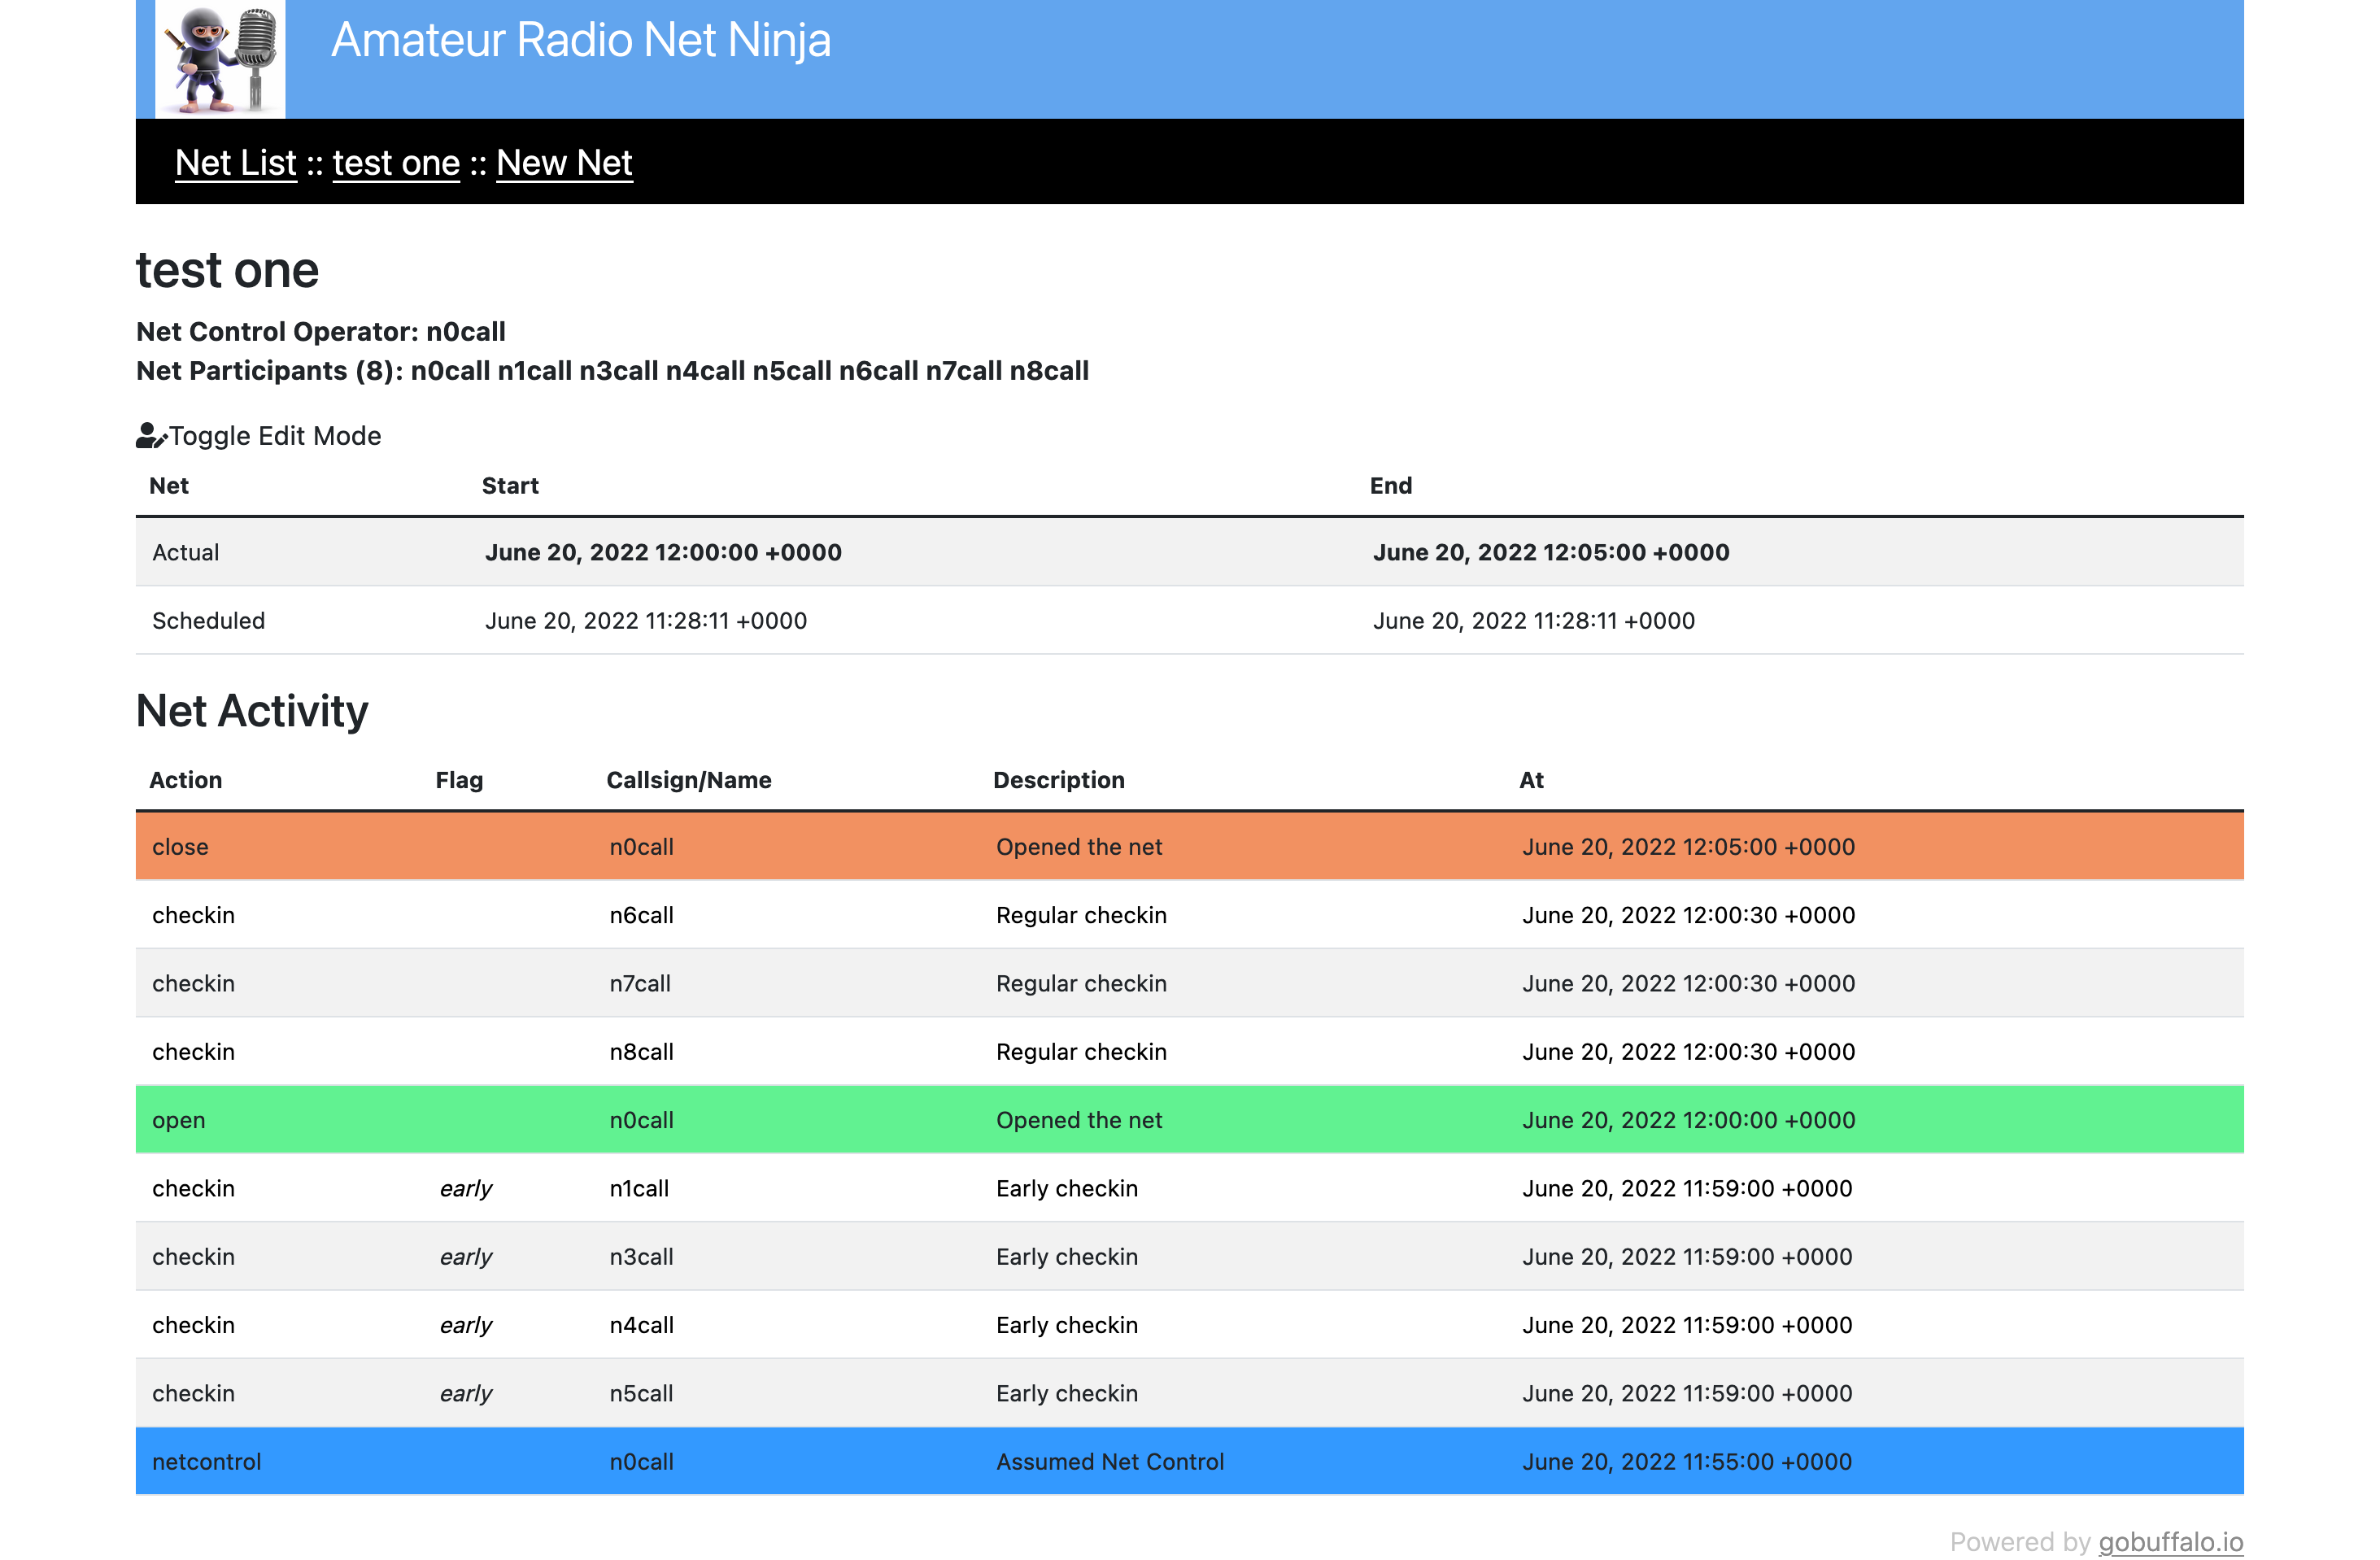 Amateur Radio Net Ninja
Net List :: test one :: New Net
test one
Net Control Operator: n0call
Net Participants (8): n0call n1call n3call n4call n5call n6call n7call n8call
Toggle Edit Mode
Net Start End
Actual June 20, 2022 12:00:00 +0000 June 20, 2022 12:05:00 +0000
Scheduled June 20, 2022 11:28:11 +0000 June 20, 2022 11:28:11 +0000
Net Activity
Action Flag Callsign/Name Description At
close n0call Opened the net June 20, 2022 12:05:00 +0000
checkin n6call Regular checkin June 20, 2022 12:00:30 +0000
checkin n7call Regular checkin June 20, 2022 12:00:30 +0000
checkin n8call Regular checkin June 20, 2022 12:00:30 +0000
open n0call Opened the net June 20, 2022 12:00:00 +0000
checkin early n1call Early checkin June 20, 2022 11:59:00 +0000
checkin early n3call Early checkin June 20, 2022 11:59:00 +0000
checkin early n4call Early checkin June 20, 2022 11:59:00 +0000
checkin early n5call Early checkin June 20, 2022 11:59:00 +0000
netcontrol n0call Assumed Net Control June 20, 2022 11:55:00 +0000
Powered by gobuffalo.io